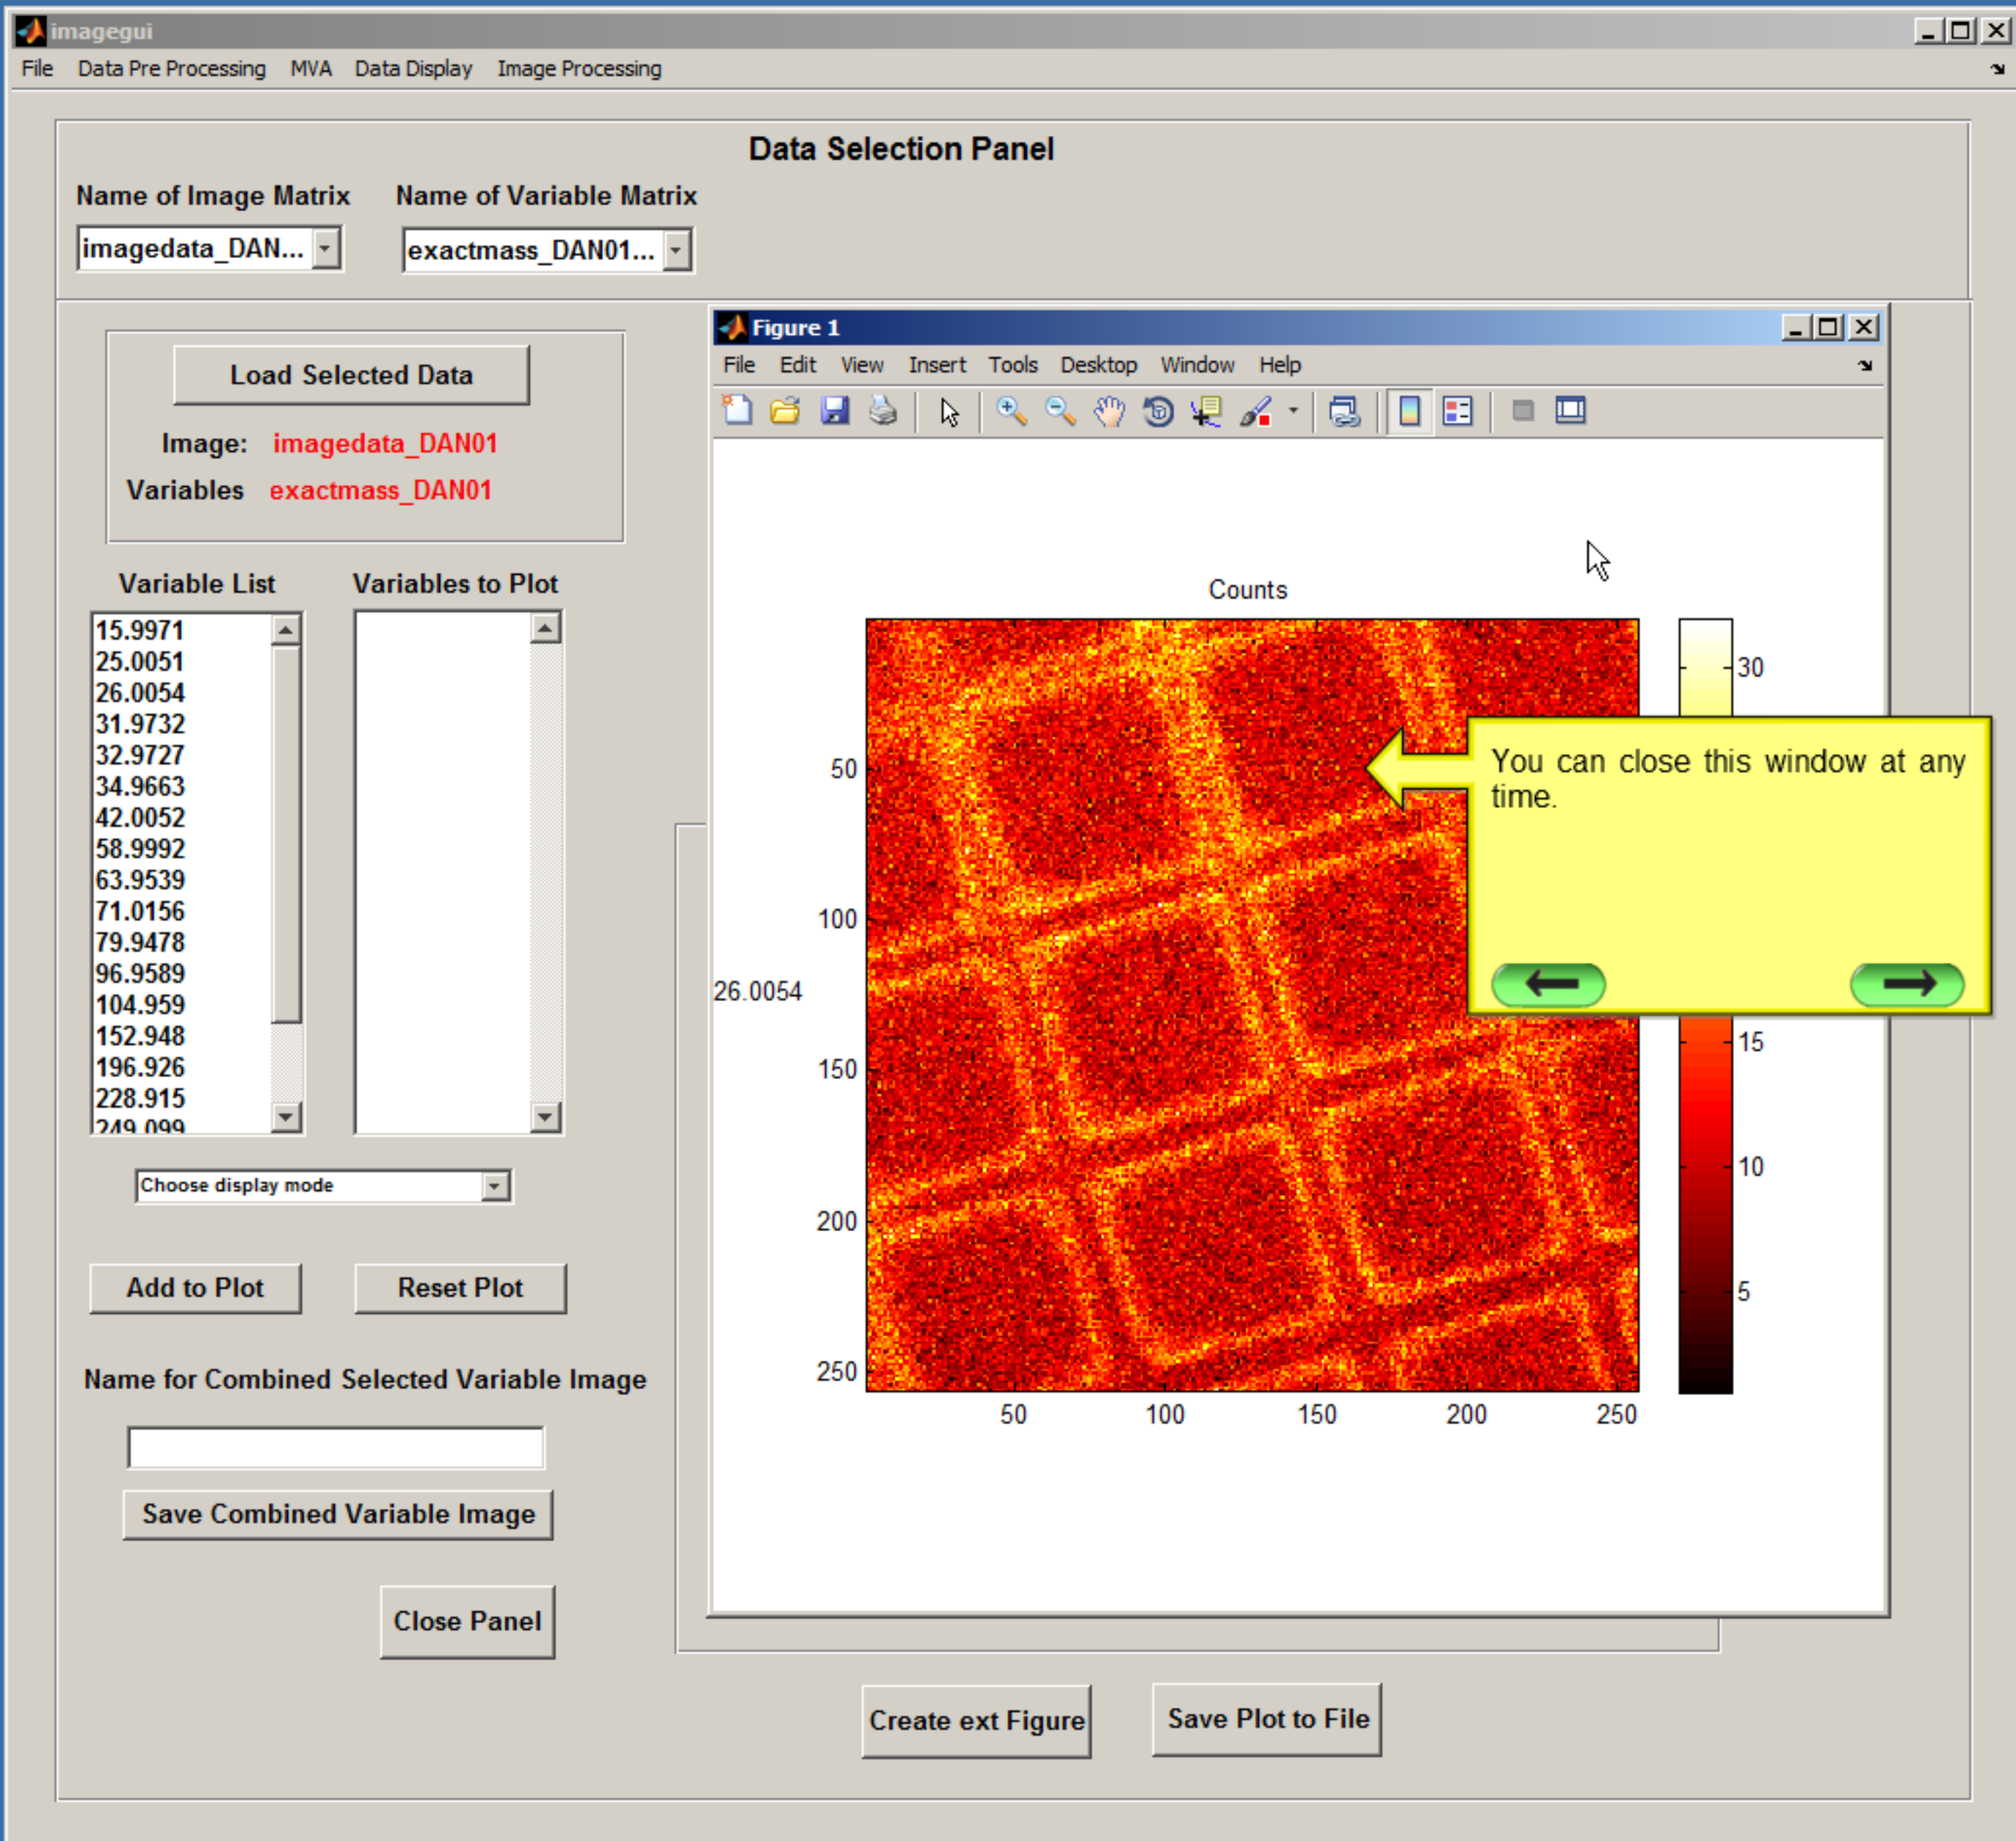 imagegui
File Data Pre Processing MVA Data Display Image Processing
Data Selection Panel
Name of Image Matrix Name of Variable Matrix
imagedata_DAN... exactmass_DAN01...
Load Selected Data
Image: imagedata_DAN01
Variables exactmass_DAN01
Variable List Variables to Plot
15.9971
25.0051
26.0054
31.9732
32.9727
34.9663
42.0052
58.9992
63.9539
71.0156
79.9478
96.9589
104.959
152.948
196.926
228.915
249.099
Choose display mode
Add to Plot Reset Plot
Name for Combined Selected Variable Image
Save Combined Variable Image
Close Panel
Figure 1
File Edit View Insert Tools Desktop Window Help
Counts
50
100
26.0054
150
200
250
50 100 150 200 250
30
15
10
5
You can close this window at any
time.
Create ext Figure Save Plot to File